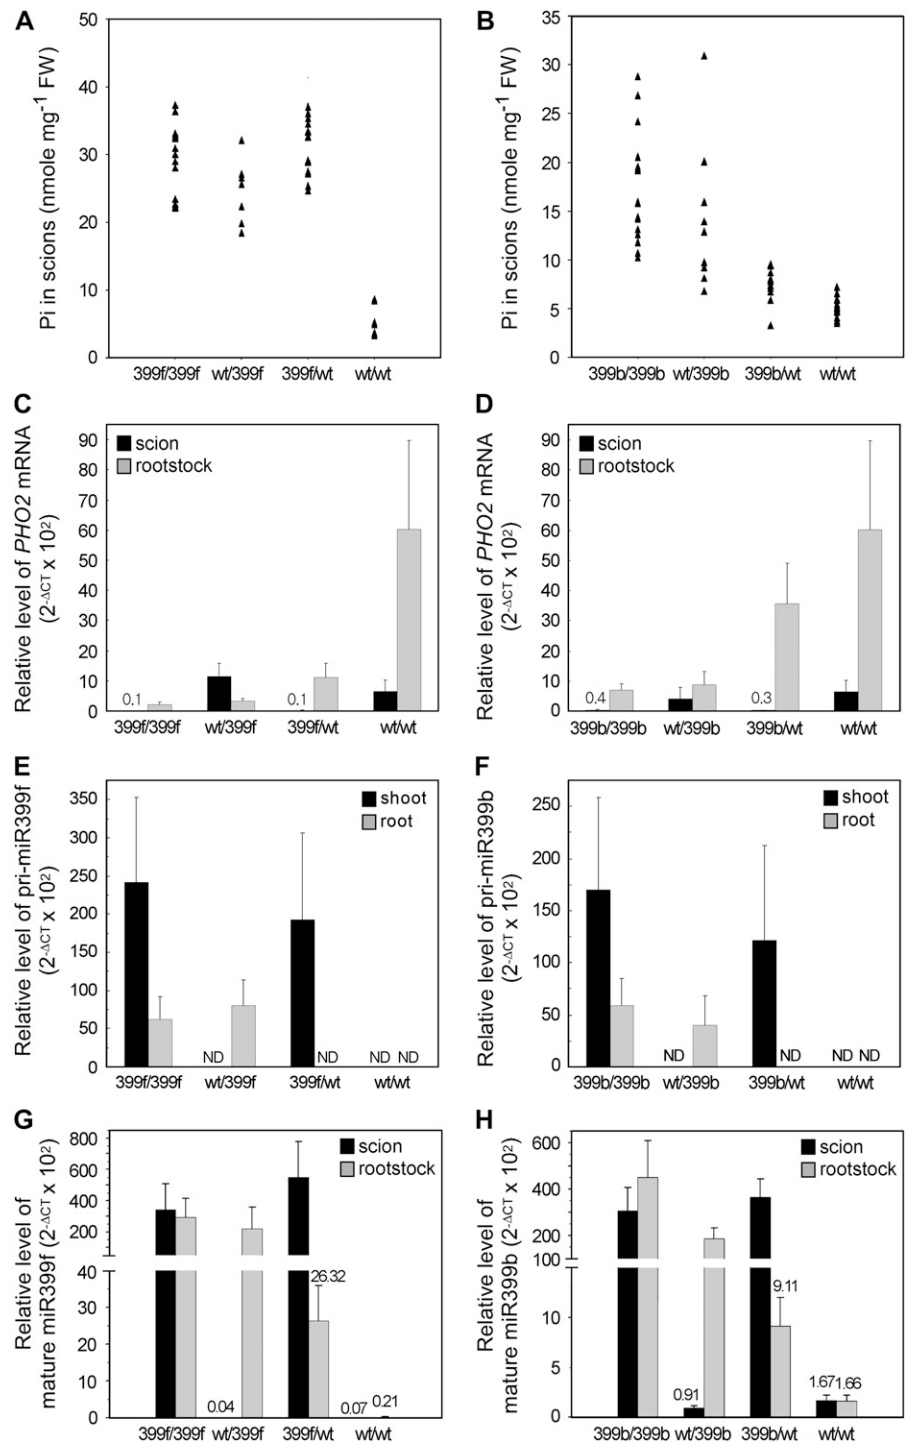 A
Pi in scions (nmole mg-1 FW)
50
40
30
20
10
0
399f/399f wt/399f 399f/wt wt/wt
B
Pi in scions (nmole mg-1 FW)
35
30
25
20
15
10
5
0
399b/399b wt/399b 399b/wt wt/wt
C
Relative level of PHO2 mRNA
(2-ΔCT x 10²)
90
80
70
60
50
40
30
20
10
0
scion
rootstock
0.1
0.1
399f/399f wt/399f 399f/wt wt/wt
D
Relative level of PHO2 mRNA
(2-ΔCT x 10²)
90
80
70
60
50
40
30
20
10
0
scion
rootstock
0.4
0.3
399b/399b wt/399b 399b/wt wt/wt
E
Relative level of pri-miR399f
(2-ΔCT x 10²)
350
300
250
200
150
100
50
0
shoot
root
ND ND ND ND
399f/399f wt/399f 399f/wt wt/wt
F
Relative level of pri-miR399b
(2-ΔCT x 10²)
250
200
150
100
50
0
shoot
root
ND ND ND ND
399b/399b wt/399b 399b/wt wt/wt
G
Relative level of
mature miR399f (2-ΔCT x 10²)
800
600
400
200
40
30
20
10
0
scion
rootstock
26.32
0.04
0.07 0.21
399f/399f wt/399f 399f/wt wt/wt
H
Relative level of
mature miR399b (2-ΔCT x 10²)
600
400
200
100
10
5
0
scion
rootstock
9.11
0.91
1.67 1.66
399b/399b wt/399b 399b/wt wt/wt